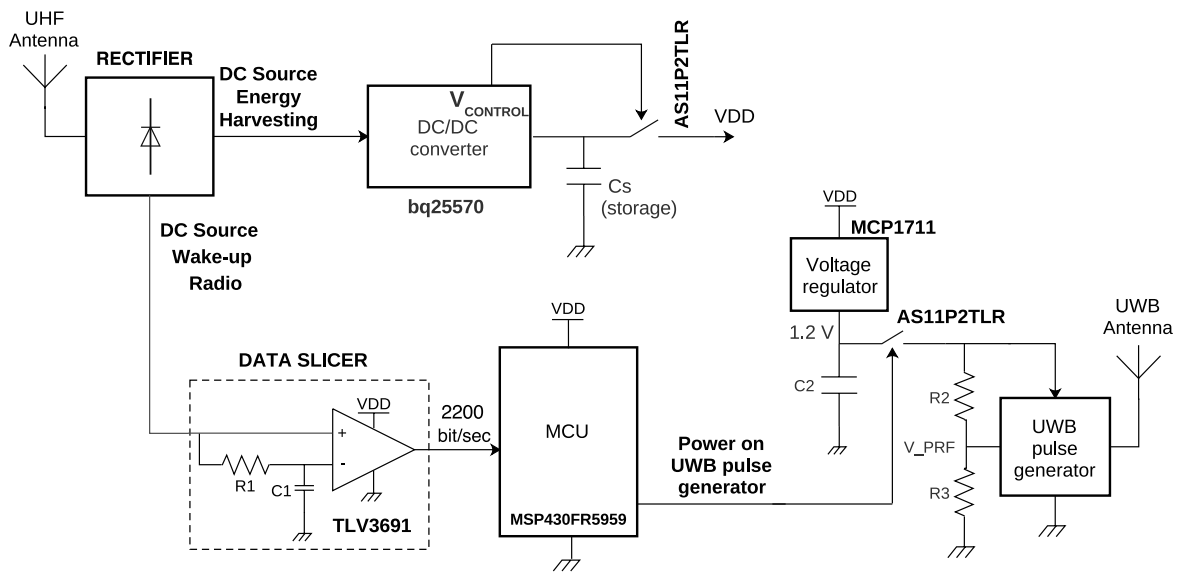 UHF
Antenna
RECTIFIER
DC Source
Energy
Harvesting
V CONTROL
DC/DC
converter
bq25570
AS11P2TLR
VDD
Cs
(storage)
DC Source
Wake-up
Radio
DATA SLICER
VDD
+
-
R1
C1
TLV3691
2200
bit/sec
VDD
MCU
MSP430FR5959
Power on
UWB pulse
generator
VDD
MCP1711
Voltage
regulator
1.2 V
AS11P2TLR
C2
R2
V_PRF
R3
UWB
Antenna
UWB
pulse
generator